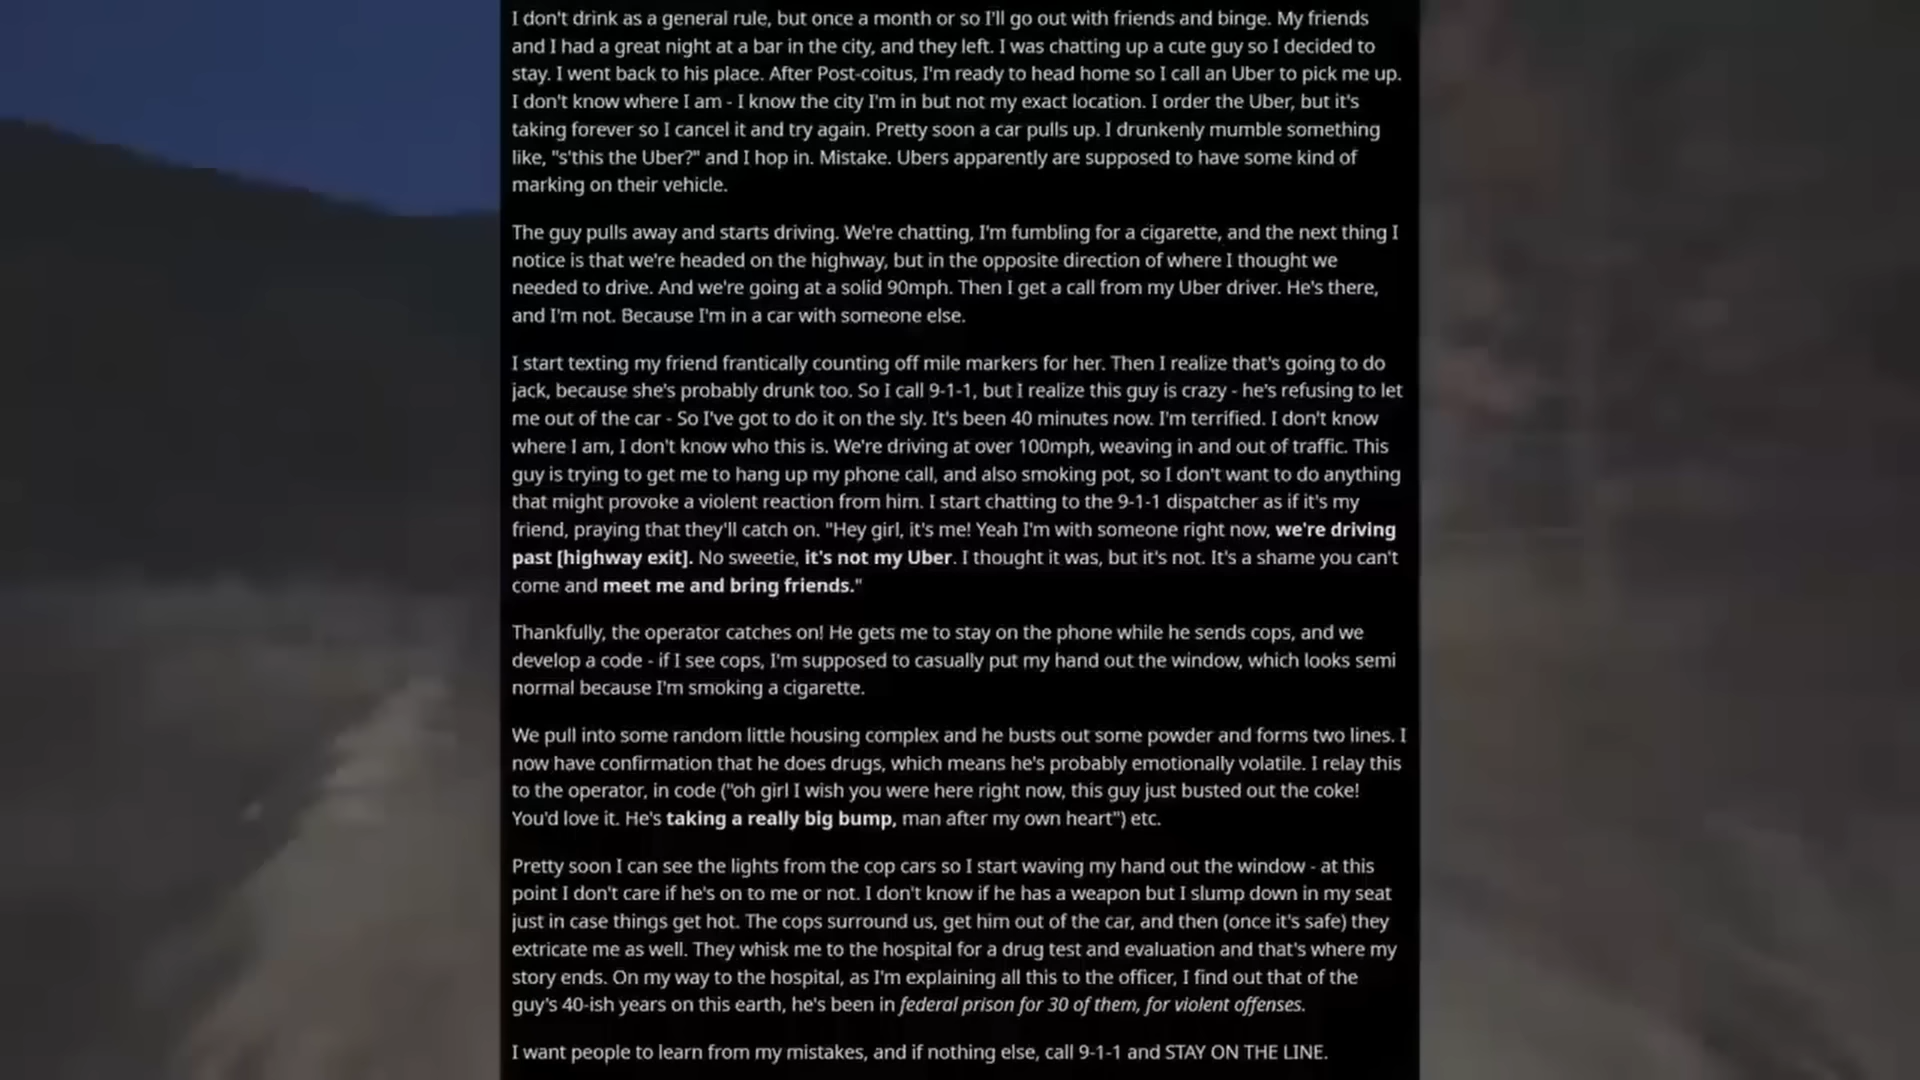 I don't drink as a general rule, but once a month or so I'll go out with friends and binge. My friends
and I had a great night at a bar in the city, and they left. I was chatting up a cute guy so I decided to
stay. I went back to his place. After Post-coitus, I'm ready to head home so I call an Uber to pick me up.
I don't know where I am - I know the city I'm in but not my exact location. I order the Uber, but it's
taking forever so I cancel it and try again. Pretty soon a car pulls up. I drunkenly mumble something
like, "s'this the Uber?" and I hop in. Mistake. Ubers apparently are supposed to have some kind of
marking on their vehicle.
The guy pulls away and starts driving. We're chatting, I'm fumbling for a cigarette, and the next thing I
notice is that we're headed on the highway, but in the opposite direction of where I thought we
needed to drive. And we're going at a solid 90mph. Then I get a call from my Uber driver. He's there,
and I'm not. Because I'm in a car with someone else.
I start texting my friend frantically counting off mile markers for her. Then I realize that's going to do
jack, because she's probably drunk too. So I call 9-1-1, but I realize this guy is crazy - he's refusing to let
me out of the car - So I've got to do it on the sly. It's been 40 minutes now. I'm terrified. I don't know
where I am, I don't know who this is. We're driving at over 100mph, weaving in and out of traffic. This
guy is trying to get me to hang up my phone call, and also smoking pot, so I don't want to do anything
that might provoke a violent reaction from him. I start chatting to the 9-1-1 dispatcher as if it's my
friend, praying that they'll catch on. "Hey girl, it's me! Yeah I'm with someone right now, we're driving
past [highway exit]. No sweetie, it's not my Uber. I thought it was, but it's not. It's a shame you can't
come and meet me and bring friends."
Thankfully, the operator catches on! He gets me to stay on the phone while he sends cops, and we
develop a code - if I see cops, I'm supposed to casually put my hand out the window, which looks semi
normal because I'm smoking a cigarette.
We pull into some random little housing complex and he busts out some powder and forms two lines. I
now have confirmation that he does drugs, which means he's probably emotionally volatile. I relay this
to the operator, in code ("oh girl I wish you were here right now, this guy just busted out the coke!
You'd love it. He's taking a really big bump, man after my own heart") etc.
Pretty soon I can see the lights from the cop cars so I start waving my hand out the window - at this
point I don't care if he's on to me or not. I don't know if he has a weapon but I slump down in my seat
just in case things get hot. The cops surround us, get him out of the car, and then (once it's safe) they
extricate me as well. They whisk me to the hospital for a drug test and evaluation and that's where my
story ends. On my way to the hospital, as I'm explaining all this to the officer, I find out that of the
guy's 40-ish years on this earth, he's been in federal prison for 30 of them, for violent offenses.
I want people to learn from my mistakes, and if nothing else, call 9-1-1 and STAY ON THE LINE.